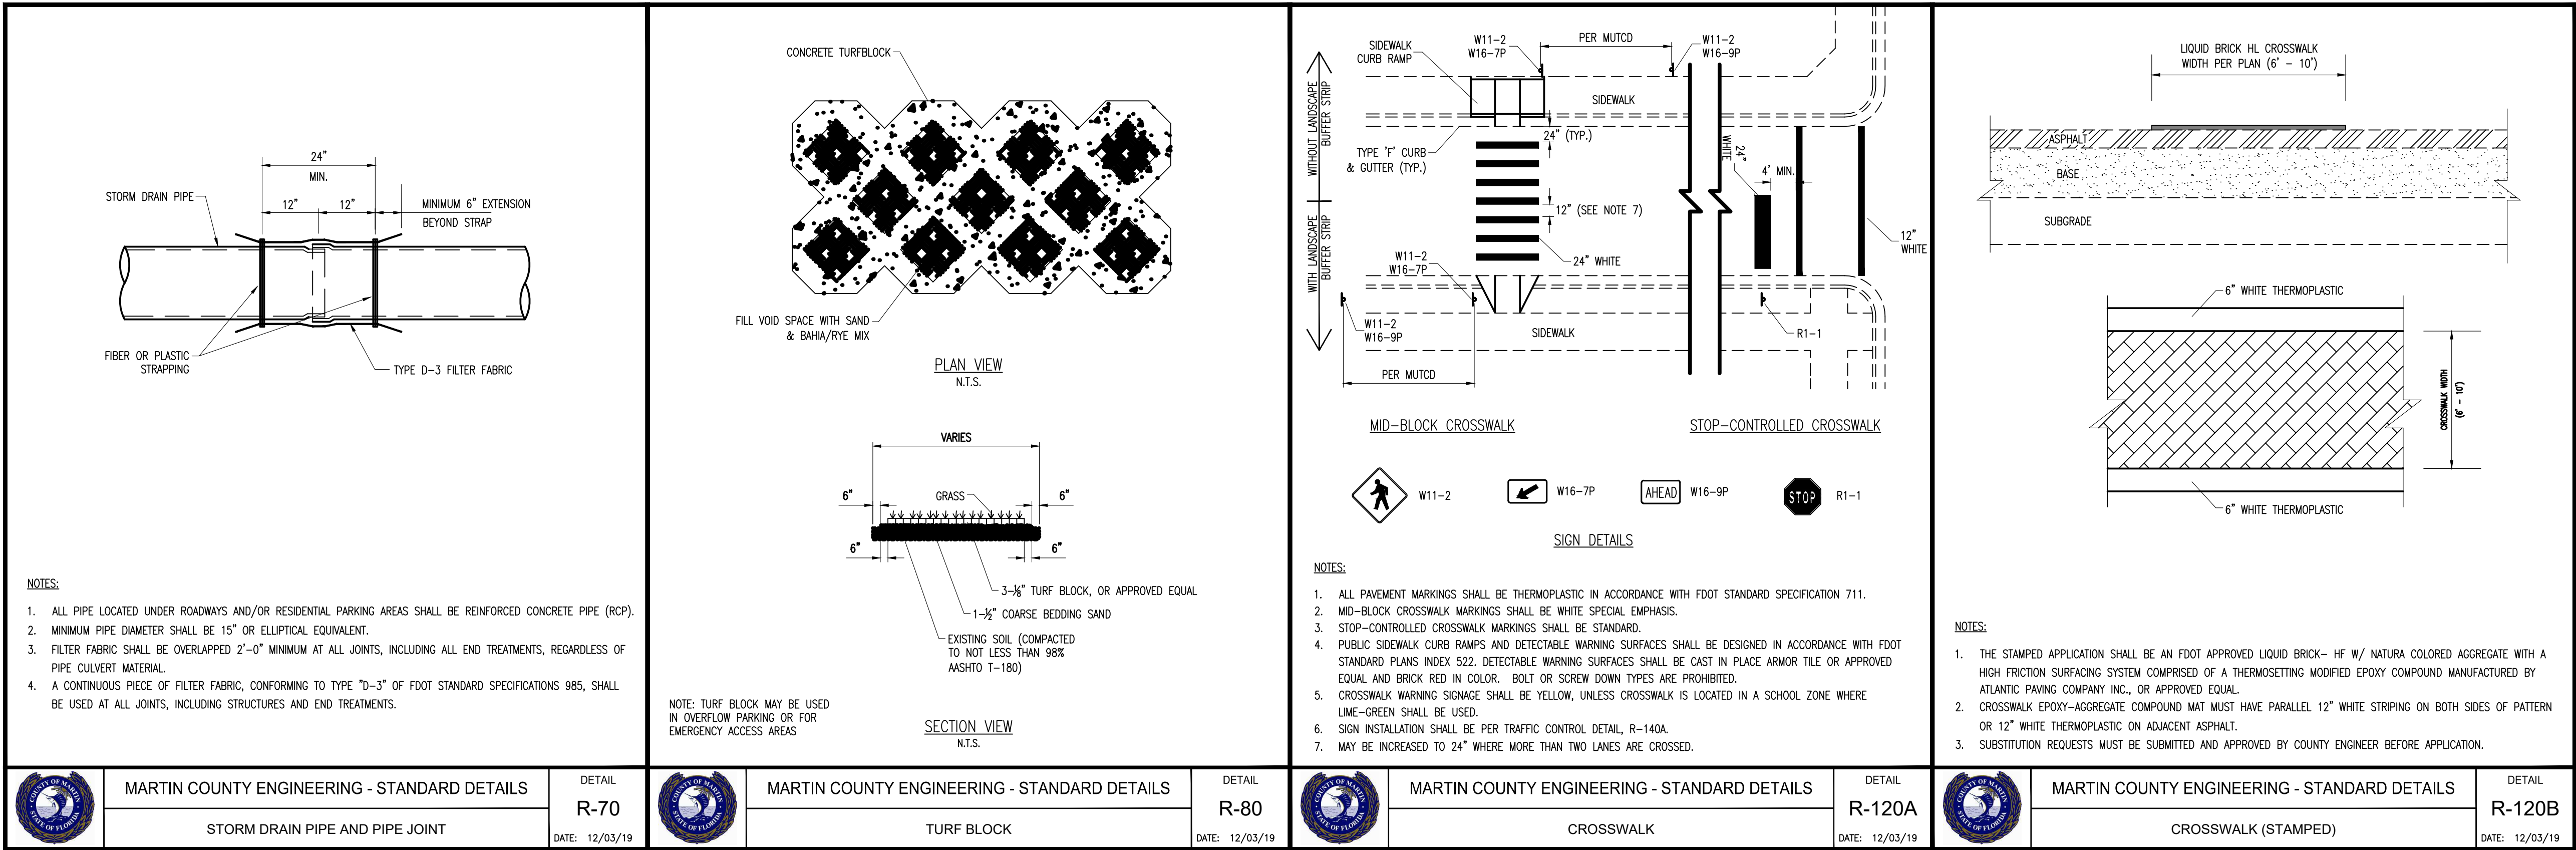 24"
MIN.
STORM DRAIN PIPE
12"
12"
MINIMUM 6" EXTENSION
BEYOND STRAP
FIBER OR PLASTIC
STRAPPING
TYPE D-3 FILTER FABRIC
NOTES:
1. ALL PIPE LOCATED UNDER ROADWAYS AND/OR RESIDENTIAL PARKING AREAS SHALL BE REINFORCED CONCRETE PIPE (RCP).
2. MINIMUM PIPE DIAMETER SHALL BE 15" OR ELLIPTICAL EQUIVALENT.
3. FILTER FABRIC SHALL BE OVERLAPPED 2'-0" MINIMUM AT ALL JOINTS, INCLUDING ALL END TREATMENTS, REGARDLESS OF
PIPE CULVERT MATERIAL.
4. A CONTINUOUS PIECE OF FILTER FABRIC, CONFORMING TO TYPE "D-3" OF FDOT STANDARD SPECIFICATIONS 985, SHALL
BE USED AT ALL JOINTS, INCLUDING STRUCTURES AND END TREATMENTS.
COUNTY OF MARTIN
STATE OF FLORIDA
MARTIN COUNTY ENGINEERING - STANDARD DETAILS
STORM DRAIN PIPE AND PIPE JOINT
DETAIL
R-70
DATE: 12/03/19
CONCRETE TURFBLOCK
FILL VOID SPACE WITH SAND
& BAHIA/RYE MIX
PLAN VIEW
N.T.S.
VARIES
6"
GRASS
6"
6"
6"
3-⅛" TURF BLOCK, OR APPROVED EQUAL
1-½" COARSE BEDDING SAND
EXISTING SOIL (COMPACTED
TO NOT LESS THAN 98%
AASHTO T-180)
NOTE: TURF BLOCK MAY BE USED
IN OVERFLOW PARKING OR FOR
EMERGENCY ACCESS AREAS
SECTION VIEW
N.T.S.
COUNTY OF MARTIN
STATE OF FLORIDA
MARTIN COUNTY ENGINEERING - STANDARD DETAILS
TURF BLOCK
DETAIL
R-80
DATE: 12/03/19
SIDEWALK
CURB RAMP
W11-2
W16-7P
PER MUTCD
W11-2
W16-9P
WITHOUT LANDSCAPE
BUFFER STRIP
SIDEWALK
24" (TYP.)
TYPE 'F' CURB
& GUTTER (TYP.)
24"
WHITE
4' MIN.
12" (SEE NOTE 7)
WITH LANDSCAPE
BUFFER STRIP
12"
WHITE
W11-2
W16-7P
24" WHITE
W11-2
W16-9P
SIDEWALK
R1-1
PER MUTCD
MID-BLOCK CROSSWALK
STOP-CONTROLLED CROSSWALK
W11-2
W16-7P
AHEAD
W16-9P
STOP
R1-1
SIGN DETAILS
NOTES:
1. ALL PAVEMENT MARKINGS SHALL BE THERMOPLASTIC IN ACCORDANCE WITH FDOT STANDARD SPECIFICATION 711.
2. MID-BLOCK CROSSWALK MARKINGS SHALL BE WHITE SPECIAL EMPHASIS.
3. STOP-CONTROLLED CROSSWALK MARKINGS SHALL BE STANDARD.
4. PUBLIC SIDEWALK CURB RAMPS AND DETECTABLE WARNING SURFACES SHALL BE DESIGNED IN ACCORDANCE WITH FDOT
STANDARD PLANS INDEX 522. DETECTABLE WARNING SURFACES SHALL BE CAST IN PLACE ARMOR TILE OR APPROVED
EQUAL AND BRICK RED IN COLOR. BOLT OR SCREW DOWN TYPES ARE PROHIBITED.
5. CROSSWALK WARNING SIGNAGE SHALL BE YELLOW, UNLESS CROSSWALK IS LOCATED IN A SCHOOL ZONE WHERE
LIME-GREEN SHALL BE USED.
6. SIGN INSTALLATION SHALL BE PER TRAFFIC CONTROL DETAIL, R-140A.
7. MAY BE INCREASED TO 24" WHERE MORE THAN TWO LANES ARE CROSSED.
COUNTY OF MARTIN
STATE OF FLORIDA
MARTIN COUNTY ENGINEERING - STANDARD DETAILS
CROSSWALK
DETAIL
R-120A
DATE: 12/03/19
LIQUID BRICK HL CROSSWALK
WIDTH PER PLAN (6' - 10')
ASPHALT
BASE
SUBGRADE
6" WHITE THERMOPLASTIC
CROSSWALK WIDTH
(6' - 10')
6" WHITE THERMOPLASTIC
NOTES:
1. THE STAMPED APPLICATION SHALL BE AN FDOT APPROVED LIQUID BRICK- HF W/ NATURA COLORED AGGREGATE WITH A
HIGH FRICTION SURFACING SYSTEM COMPRISED OF A THERMOSETTING MODIFIED EPOXY COMPOUND MANUFACTURED BY
ATLANTIC PAVING COMPANY INC., OR APPROVED EQUAL.
2. CROSSWALK EPOXY-AGGREGATE COMPOUND MAT MUST HAVE PARALLEL 12" WHITE STRIPING ON BOTH SIDES OF PATTERN
OR 12" WHITE THERMOPLASTIC ON ADJACENT ASPHALT.
3. SUBSTITUTION REQUESTS MUST BE SUBMITTED AND APPROVED BY COUNTY ENGINEER BEFORE APPLICATION.
COUNTY OF MARTIN
STATE OF FLORIDA
MARTIN COUNTY ENGINEERING - STANDARD DETAILS
CROSSWALK (STAMPED)
DETAIL
R-120B
DATE: 12/03/19